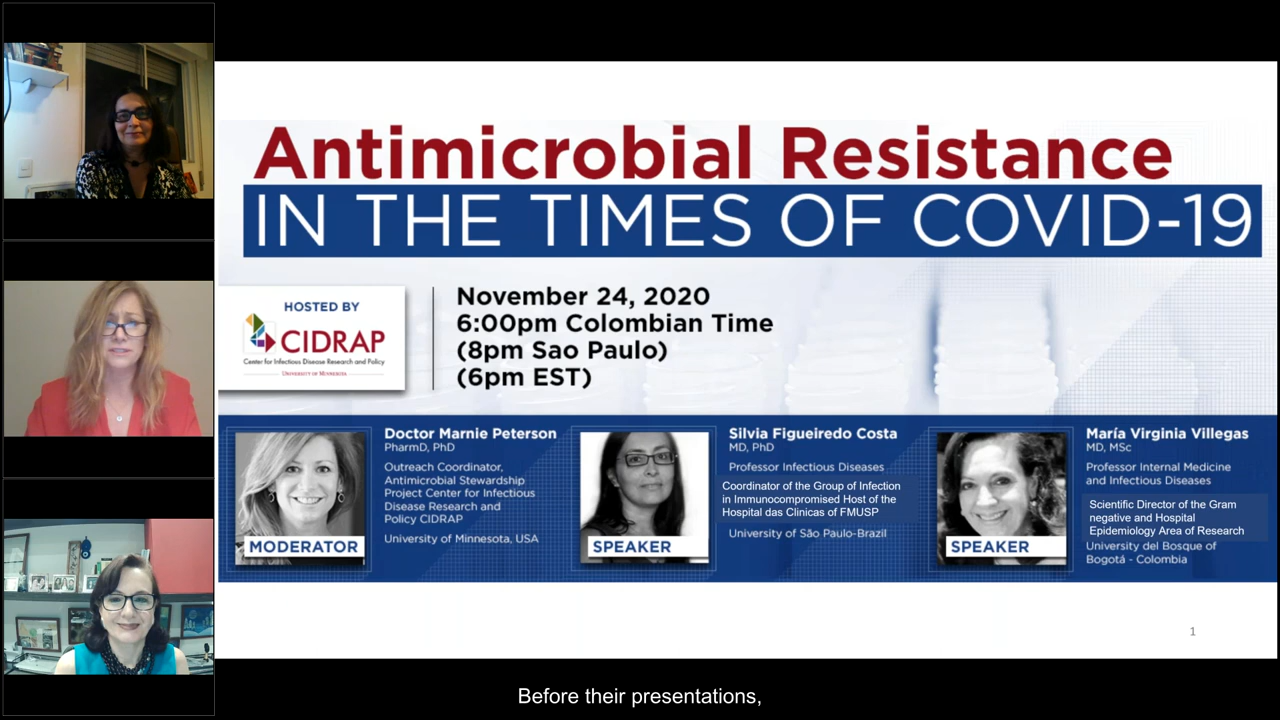 Antimicrobial Resistance
IN THE TIMES OF COVID-19
HOSTED BY
CIDRAP
Center for Infectious Disease Research and Policy
UNIVERSITY OF MINNESOTA
November 24, 2020
6:00pm Colombian Time
(8pm Sao Paulo)
(6pm EST)
MODERATOR
Doctor Marnie Peterson
PharmD, PhD
Outreach Coordinator,
Antimicrobial Stewardship
Project Center for Infectious
Disease Research and
Policy CIDRAP
University of Minnesota, USA
SPEAKER
Silvia Figueiredo Costa
MD, PhD
Professor Infectious Diseases
Coordinator of the Group of Infection
in Immunocompromised Host of the
Hospital das Clinicas of FMUSP
University of São Paulo-Brazil
SPEAKER
María Virginia Villegas
MD, MSc
Professor Internal Medicine
and Infectious Diseases
Scientific Director of the Gram
negative and Hospital
Epidemiology Area of Research
University del Bosque of
Bogotá - Colombia
1
Before their presentations,